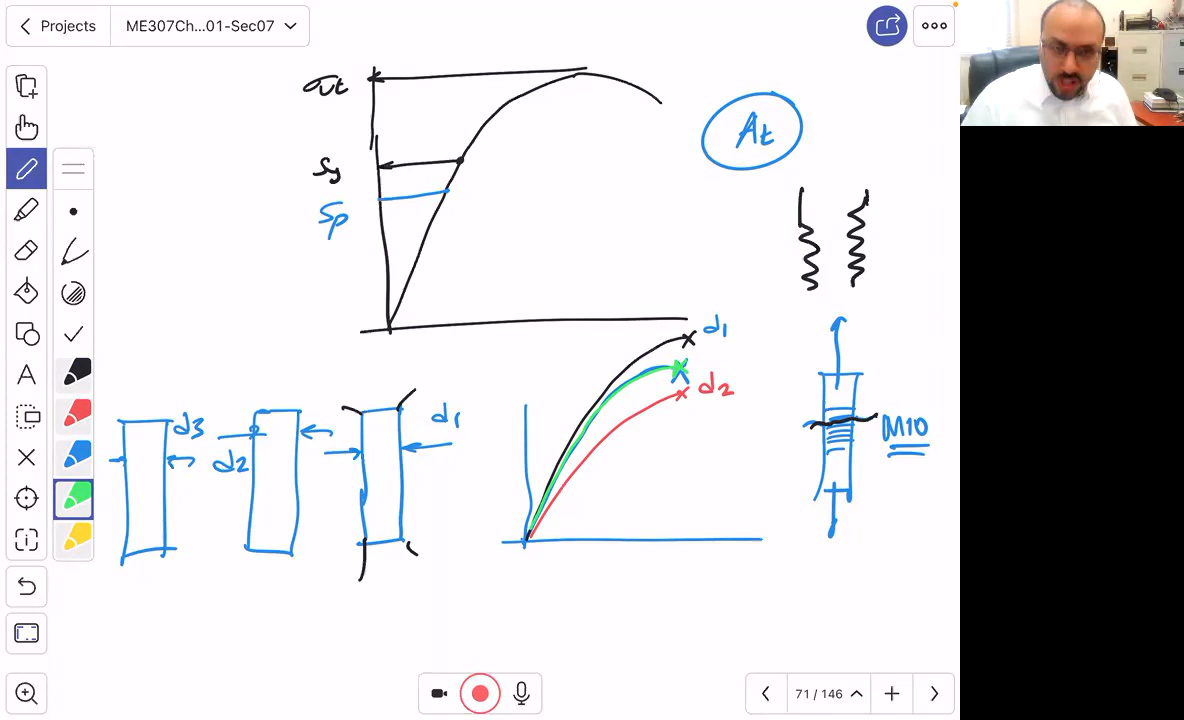 Projects
ME307Ch...01-Sec07
σut
Sy
Sp
At
d1
d2
M10
d3
d2
d1
A
71 / 146